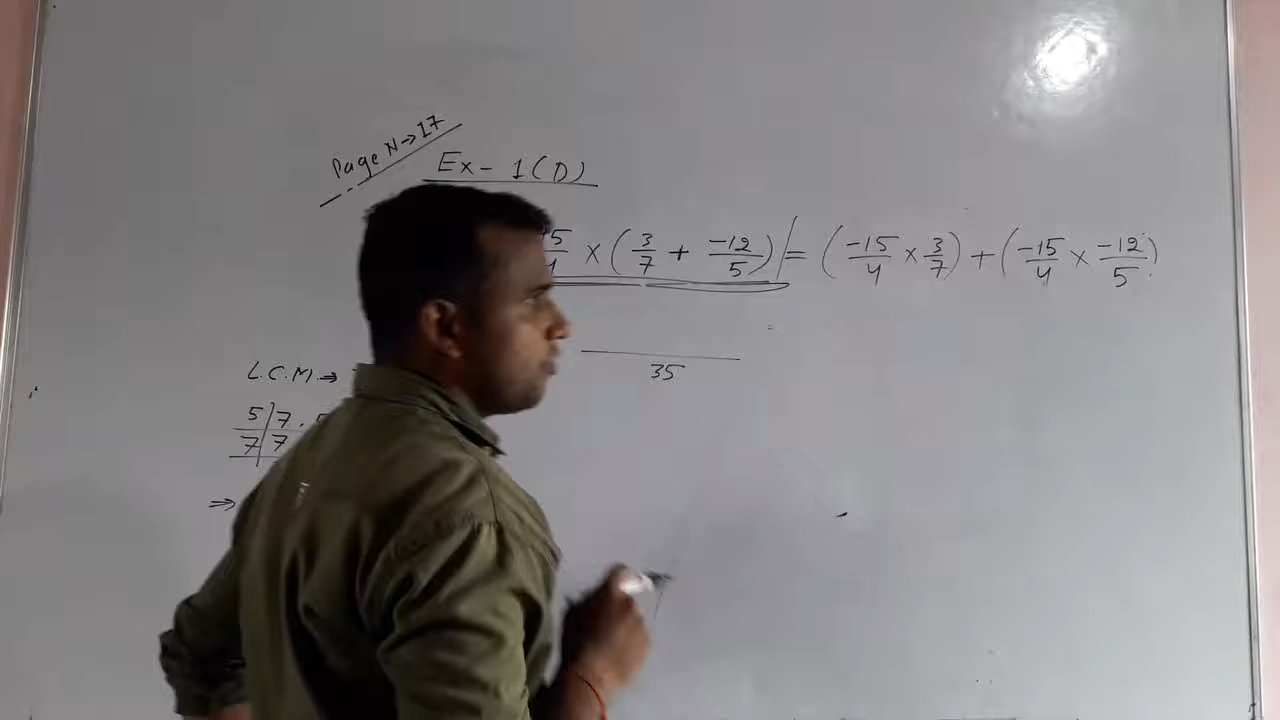 Page N→17
Ex- 1(D)
5/4 × (3/7 + -12/5) = (-15/4 × 3/7) + (-15/4 × -12/5)
35
L.C.M →
5 | 7,
7 | 7
⇒